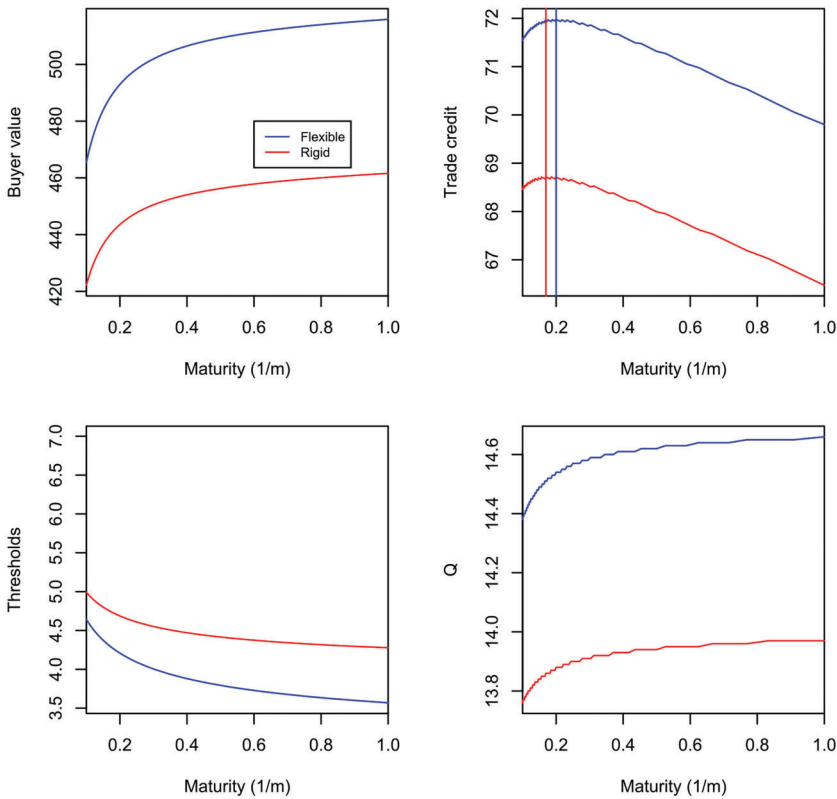 Buyer value
500
480
460
440
420
Flexible
Rigid
0.2 0.4 0.6 0.8 1.0
Maturity (1/m)
Trade credit
72
71
70
69
68
67
0.2 0.4 0.6 0.8 1.0
Maturity (1/m)
Thresholds
7.0
6.5
6.0
5.5
5.0
4.5
4.0
3.5
0.2 0.4 0.6 0.8 1.0
Maturity (1/m)
Q
14.6
14.4
14.2
14.0
13.8
0.2 0.4 0.6 0.8 1.0
Maturity (1/m)